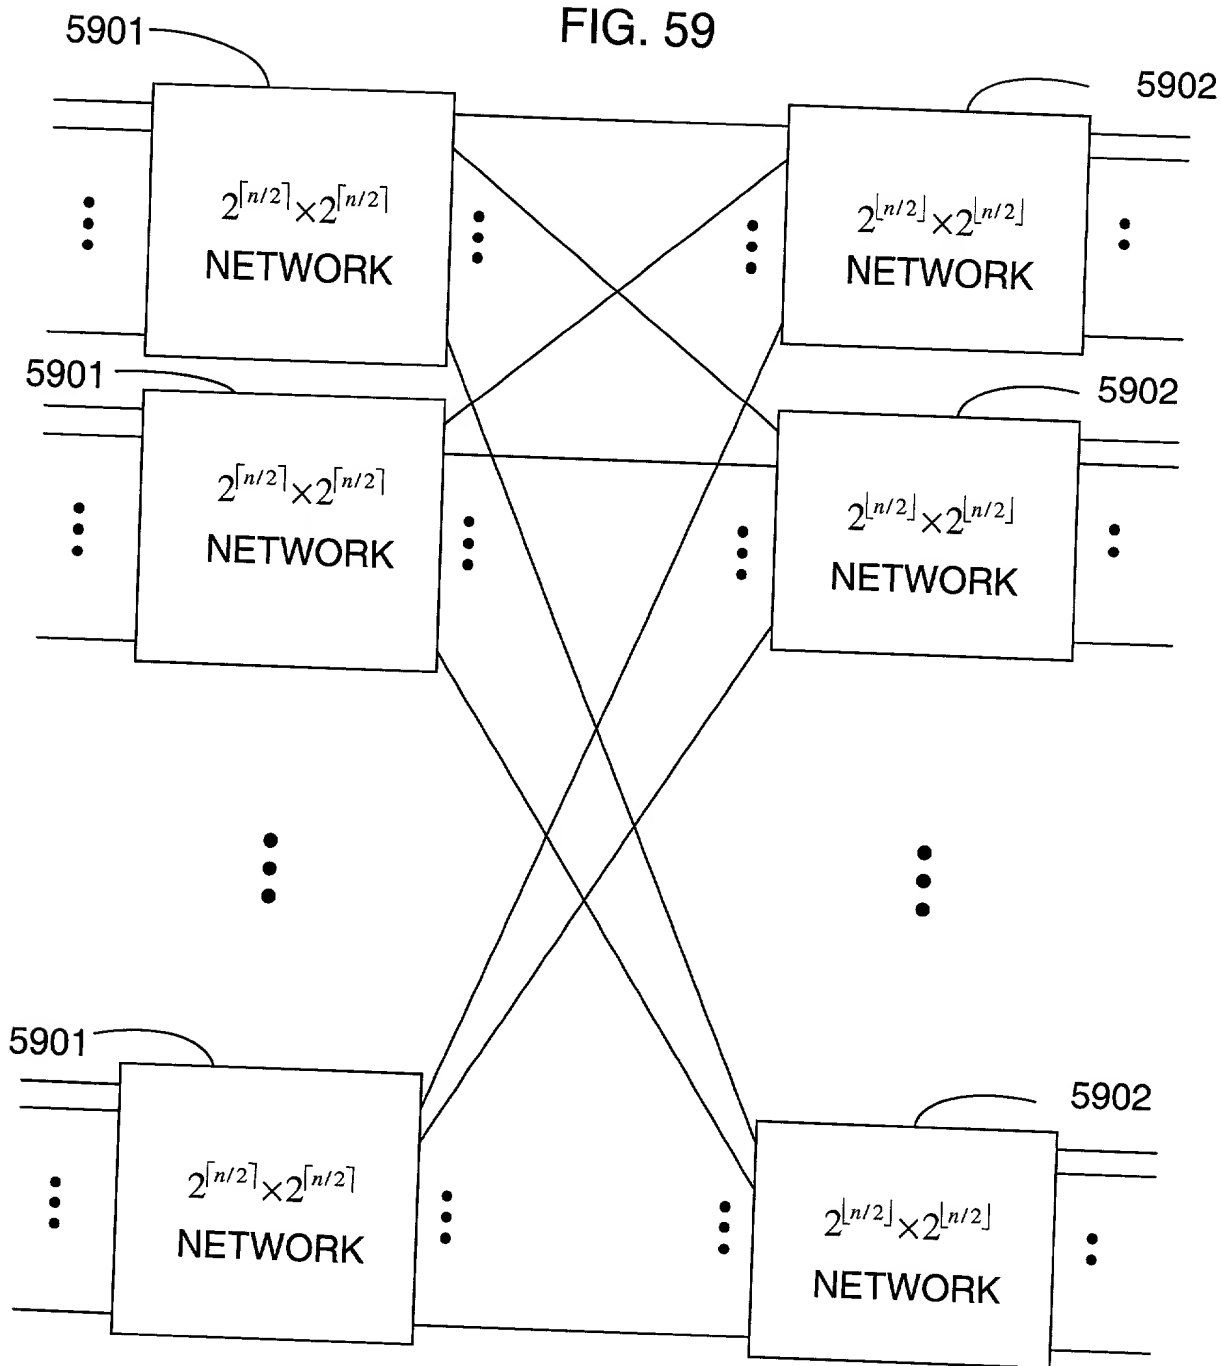 FIG. 59
5901
5902
2^⌈n/2⌉ × 2^⌈n/2⌉
NETWORK
2^⌊n/2⌋ × 2^⌊n/2⌋
NETWORK
5901
5902
2^⌈n/2⌉ × 2^⌈n/2⌉
NETWORK
2^⌊n/2⌋ × 2^⌊n/2⌋
NETWORK
5901
5902
2^⌈n/2⌉ × 2^⌈n/2⌉
NETWORK
2^⌊n/2⌋ × 2^⌊n/2⌋
NETWORK